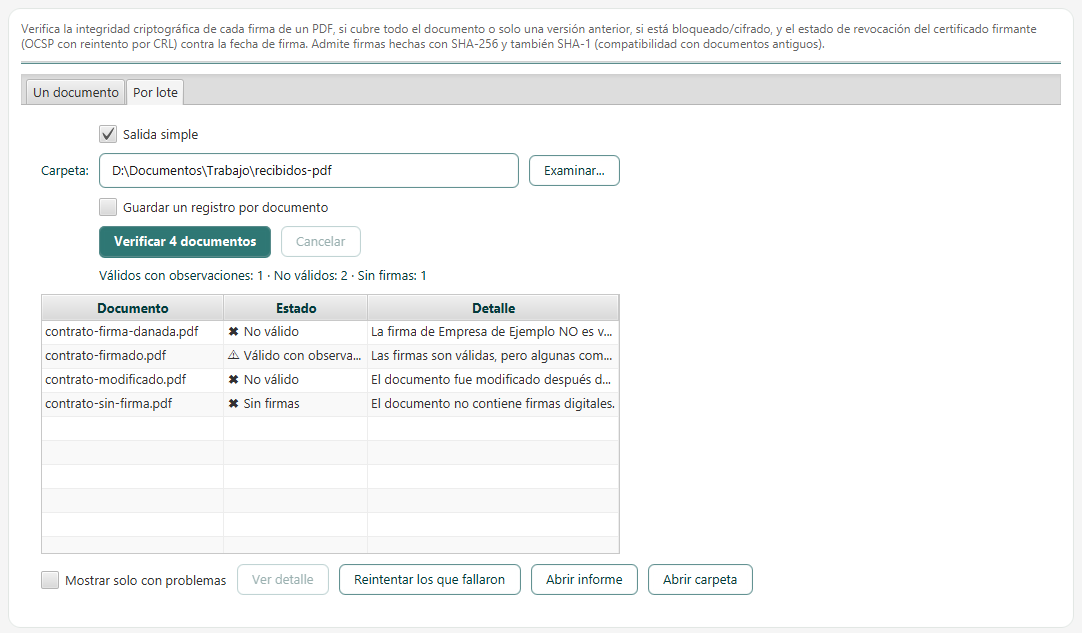 Verifica la integridad criptográfica de cada firma de un PDF, si cubre todo el documento o solo una versión anterior, si está bloqueado/cifrado, y el estado de revocación del certificado firmante
(OCSP con reintento por CRL) contra la fecha de firma. Admite firmas hechas con SHA-256 y también SHA-1 (compatibilidad con documentos antiguos).
Un documento Por lote
Salida simple
Carpeta: D:\Documentos\Trabajo\recibidos-pdf Examinar...
Guardar un registro por documento
Verificar 4 documentos Cancelar
Válidos con observaciones: 1 · No válidos: 2 · Sin firmas: 1
Documento Estado Detalle
contrato-firma-danada.pdf ✖ No válido La firma de Empresa de Ejemplo NO es v...
contrato-firmado.pdf ⚠ Válido con observa... Las firmas son válidas, pero algunas com...
contrato-modificado.pdf ✖ No válido El documento fue modificado después d...
contrato-sin-firma.pdf ✖ Sin firmas El documento no contiene firmas digitales.
Mostrar solo con problemas Ver detalle Reintentar los que fallaron Abrir informe Abrir carpeta